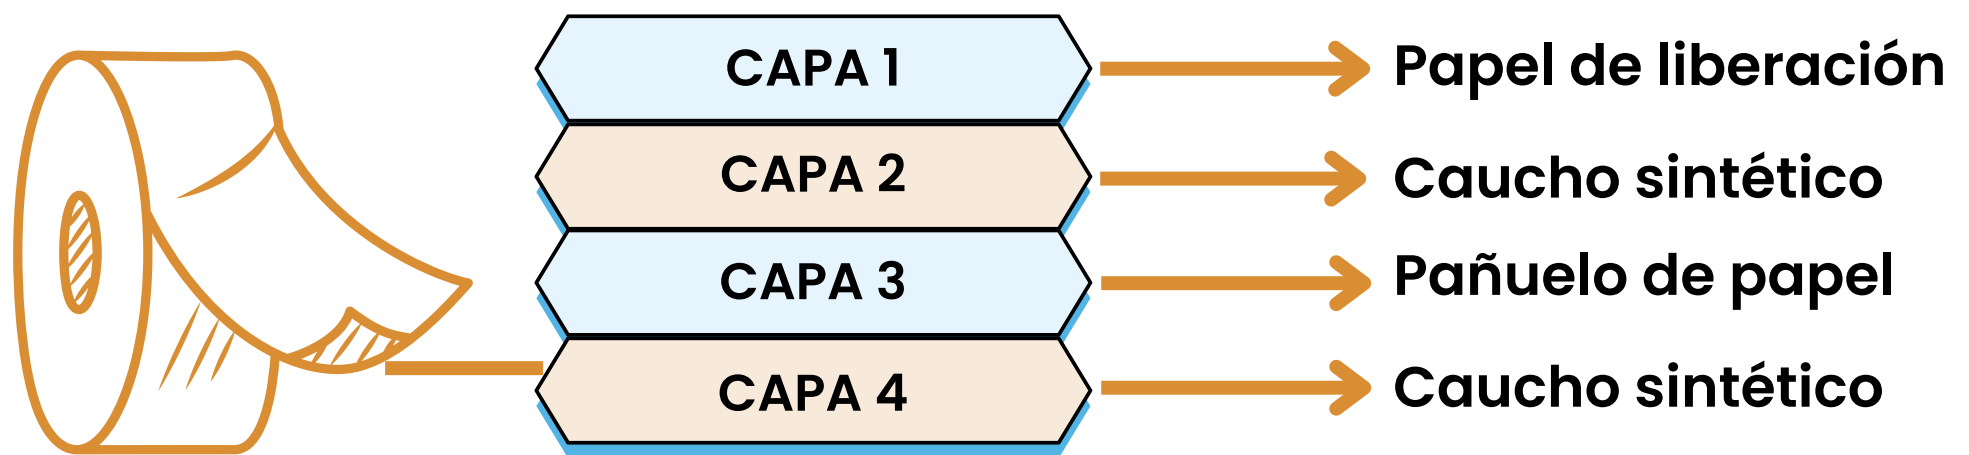 CAPA 1
Papel de liberación
CAPA 2
Caucho sintético
CAPA 3
Pañuelo de papel
CAPA 4
Caucho sintético